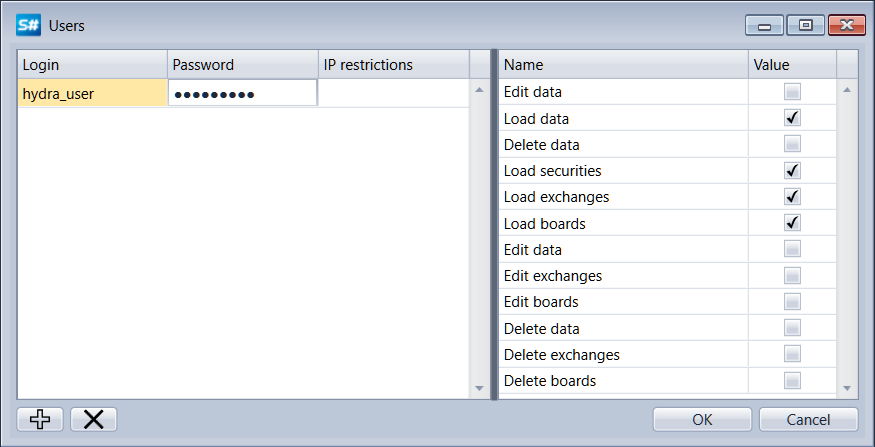 S# Users
Login Password IP restrictions
hydra_user ●●●●●●●●●
Name Value
Edit data
Load data
Delete data
Load securities
Load exchanges
Load boards
Edit data
Edit exchanges
Edit boards
Delete data
Delete exchanges
Delete boards
OK Cancel